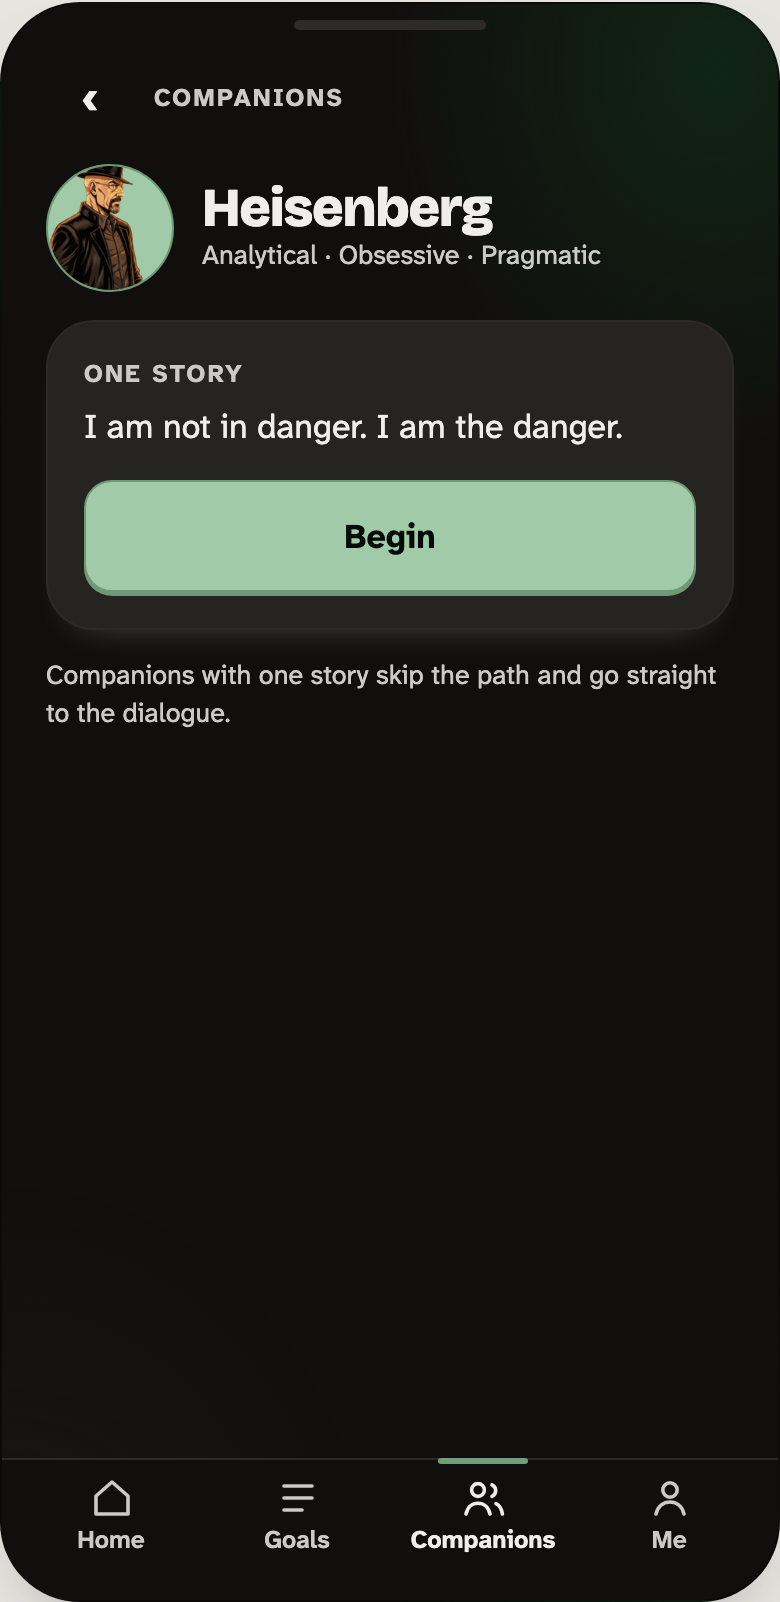 COMPANIONS
Heisenberg
Analytical · Obsessive · Pragmatic
ONE STORY
I am not in danger. I am the danger.
Begin
Companions with one story skip the path and go straight
to the dialogue.
Home
Goals
Companions
Me